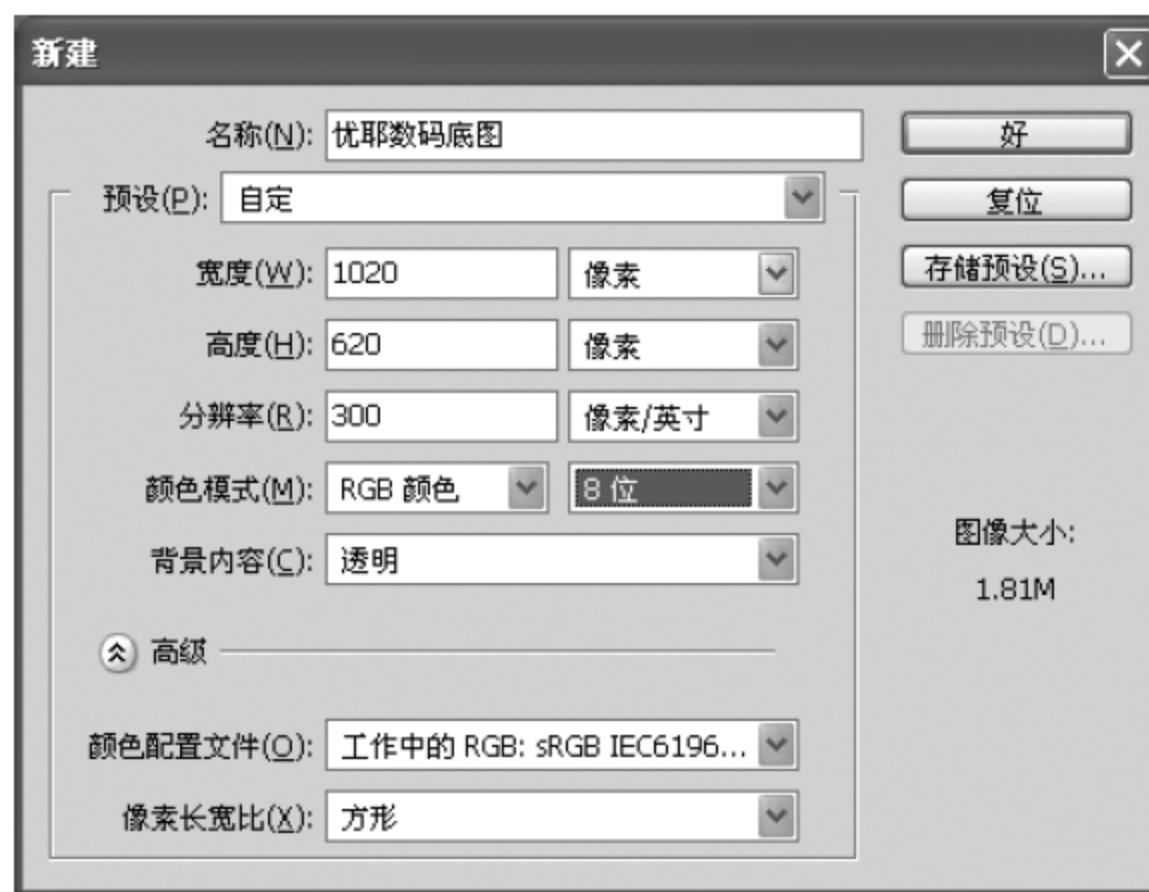 新建
名称(N): 优耶数码底图
好
预设(P): 自定
复位
宽度(W): 1020 像素
存储预设(S)...
高度(H): 620 像素
删除预设(D)...
分辨率(R): 300 像素/英寸
颜色模式(M): RGB 颜色 8 位
图像大小:
背景内容(C): 透明
1.81M
高级
颜色配置文件(O): 工作中的 RGB: sRGB IEC6196...
像素长宽比(X): 方形